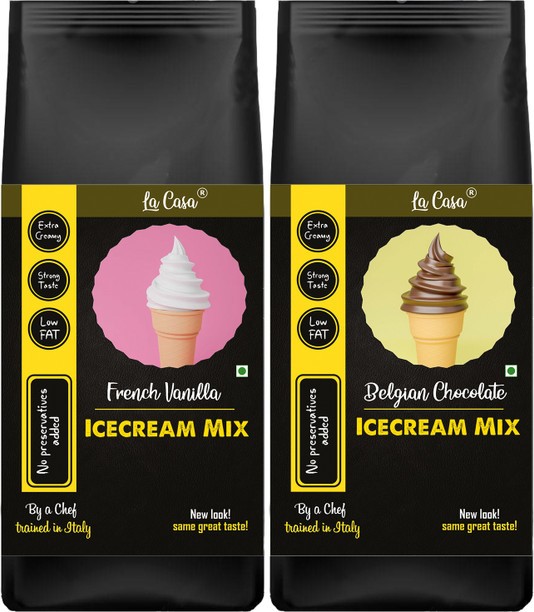 La Casa®
Extra
Creamy
Strong
Taste
Low
FAT
No preservatives
added
French Vanilla
ICECREAM MIX
By a Chef
trained in Italy
New look!
same great taste!
La Casa®
Extra
Creamy
Strong
Taste
Low
FAT
No preservatives
added
Belgian Chocolate
ICECREAM MIX
By a Chef
trained in Italy
New look!
same great taste!